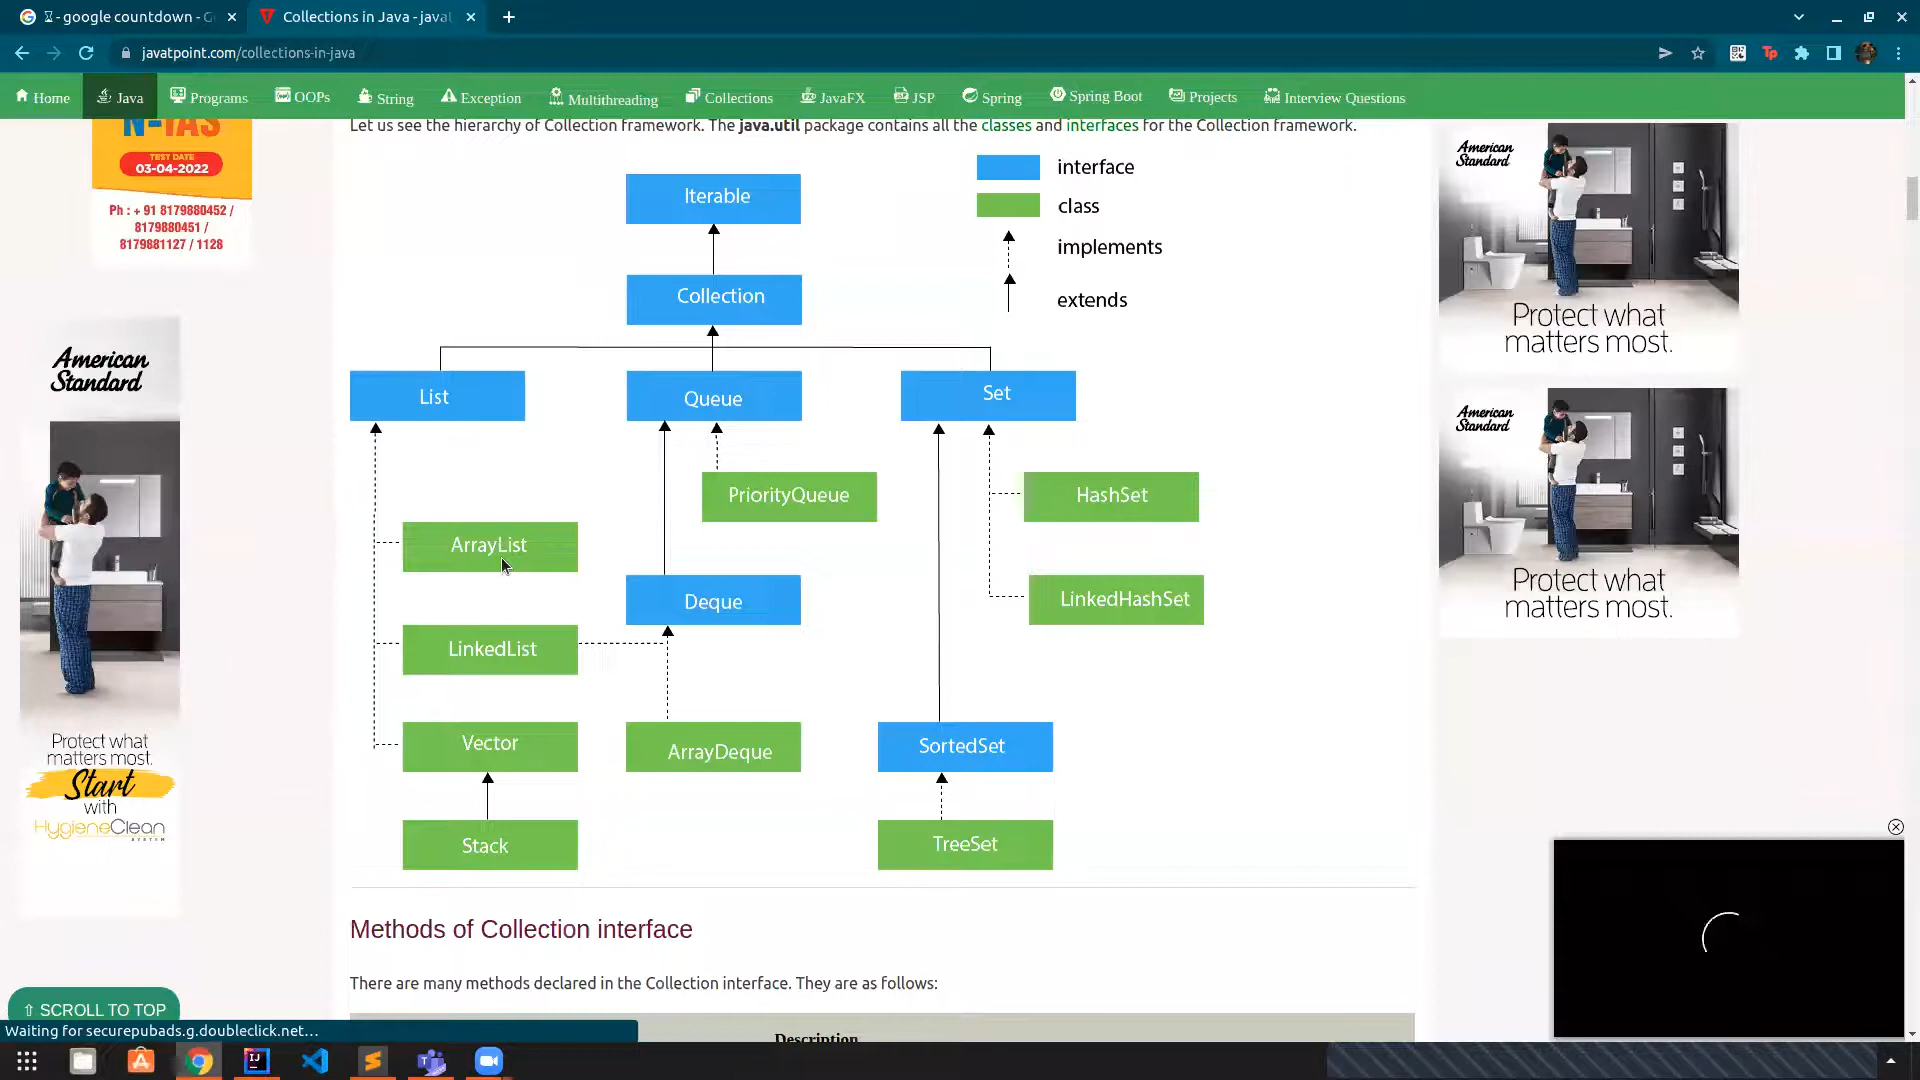 ⌛ - google countdown - G
Collections in Java - javat
javatpoint.com/collections-in-java
Tp
Home
Java
Programs
OOPs
String
Exception
Multithreading
Collections
JavaFX
JSP
Spring
Spring Boot
Projects
Interview Questions
TEST DATE
03-04-2022
Ph : + 91 8179880452 /
8179880451 /
8179881127 / 1128
American
Standard
Protect what
matters most.
Start
with
HygieneClean
SYSTEM
⇧ SCROLL TO TOP
Let us see the hierarchy of Collection framework. The java.util package contains all the classes and interfaces for the Collection framework.
interface
class
implements
extends
Iterable
Collection
List
Queue
Set
PriorityQueue
HashSet
ArrayList
Deque
LinkedHashSet
LinkedList
Vector
ArrayDeque
SortedSet
Stack
TreeSet
Methods of Collection interface
There are many methods declared in the Collection interface. They are as follows:
Description
American
Standard
Protect what
matters most.
American
Standard
Protect what
matters most.
Waiting for securepubads.g.doubleclick.net…
IJ